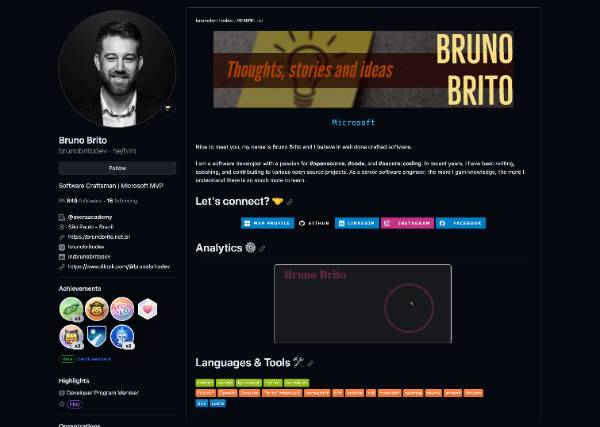 Bruno Brito
brunobritodev · he/him
Follow
Software Craftsman | Microsoft MVP
849 followers · 16 following
São Paulo - Brazil
https://brunobrito.net.br
brunobritodev
in/brunobritodev
https://www.tiktok.com/@brunobritodev
Achievements
x3
x3
Beta Send feedback
Highlights
Developer Program Member
PRO
Organizations
brunobritodev / README.md
Thoughts, stories and ideas
BRUNO
BRITO
Microsoft
Nice to meet you, my name is Bruno Brito and I believe in well done crafted software.
I am a software developer with a passion for #opensource, #code, and #azure-coding. In recent years, I have been writing,
speaking, and contributing to various open source projects. As a senior software engineer, the more I gain knowledge, the more I
understand there is so much more to learn.
Let's connect? 🤝
MVP PROFILE GITHUB LINKEDIN INSTAGRAM FACEBOOK
Analytics ⚙️
Bruno Brito
Languages & Tools 🛠️